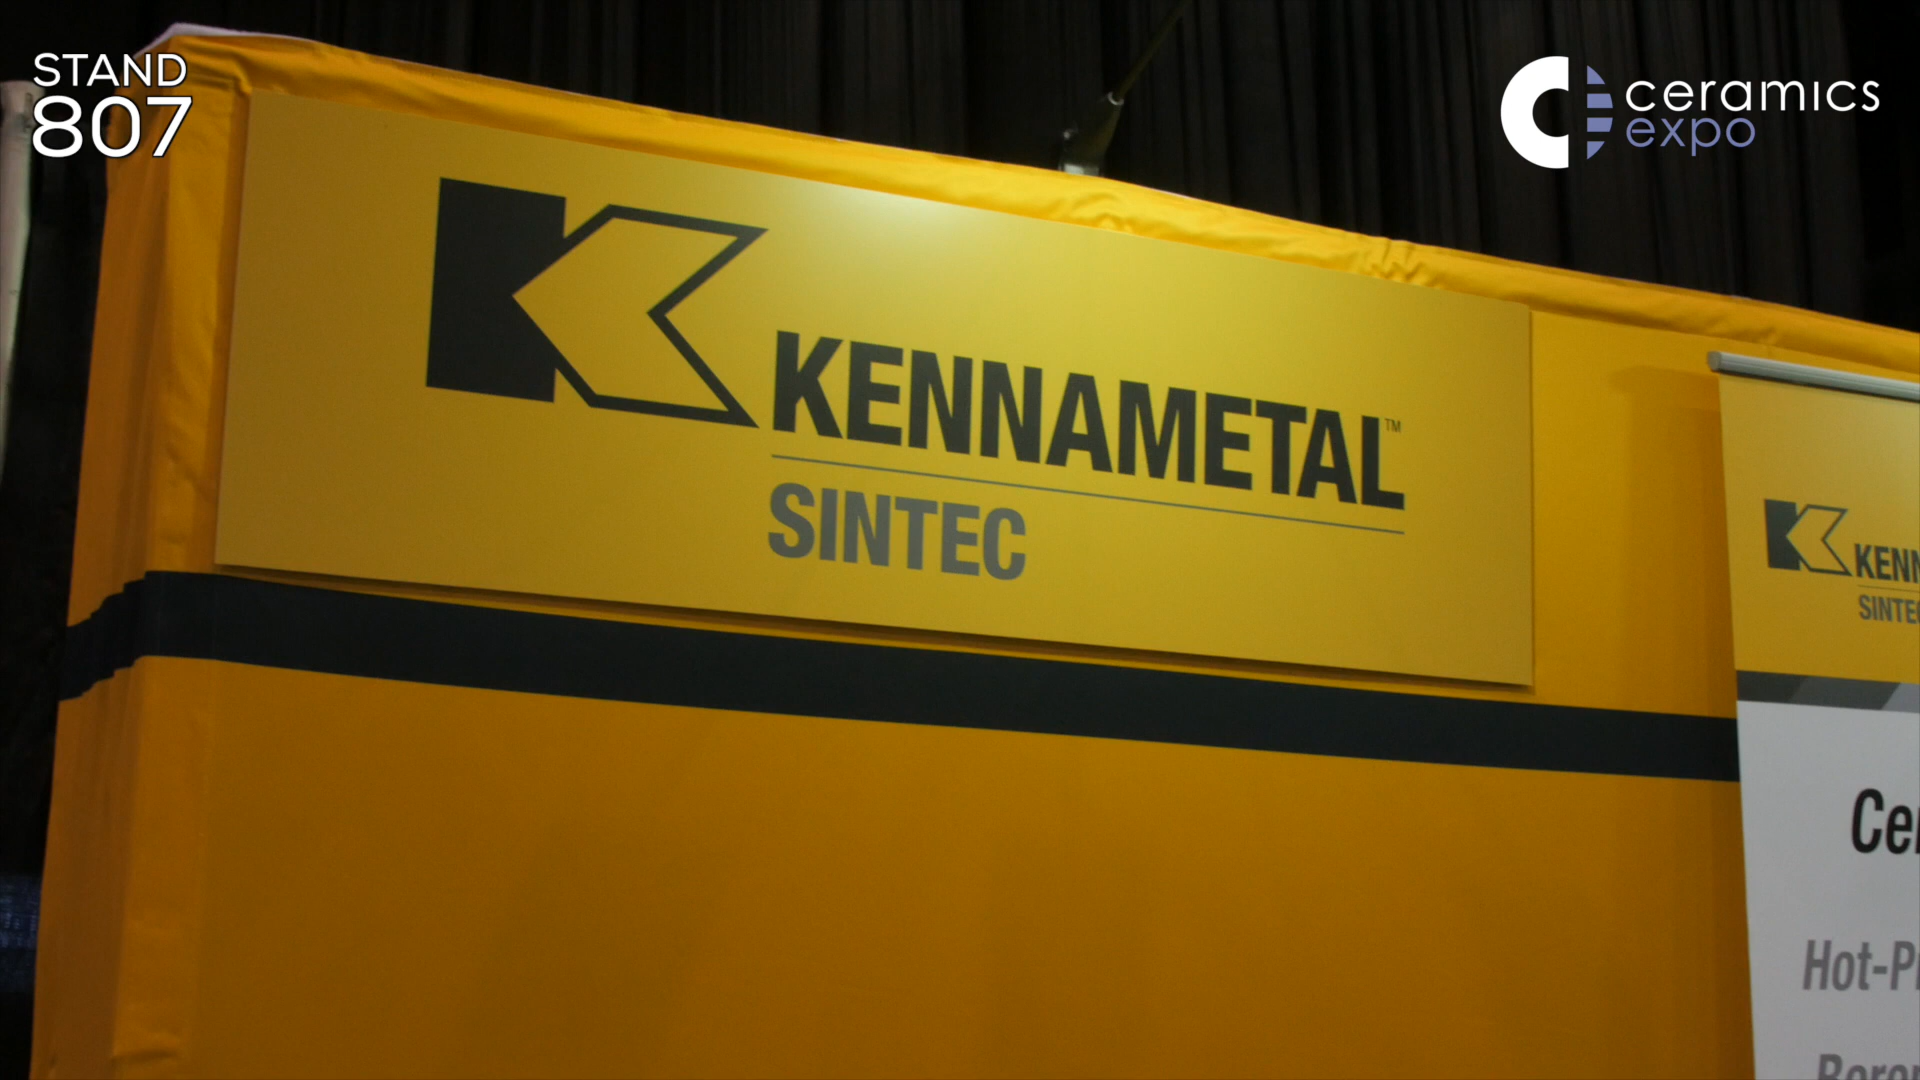 STAND
807
ceramics
expo
KENNAMETAL™
SINTEC